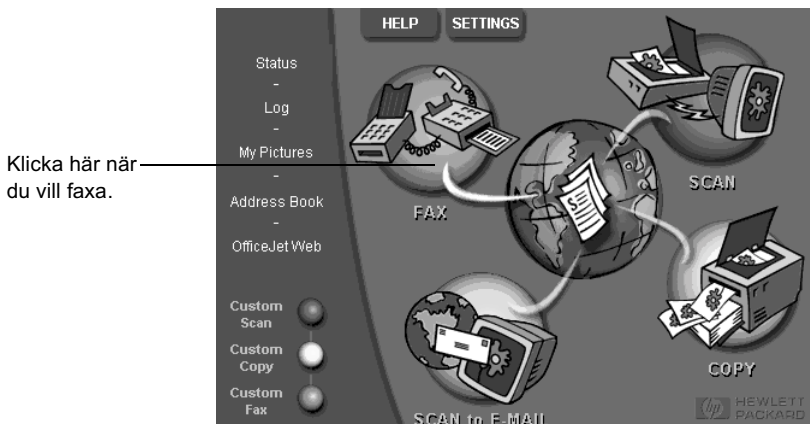 HELP
SETTINGS
Status
-
Log
-
My Pictures
-
Address Book
-
OfficeJet Web
Klicka här när
du vill faxa.
FAX
SCAN
Custom
Scan
Custom
Copy
Custom
Fax
COPY
SCAN to E-MAIL
hp HEWLETT
PACKARD